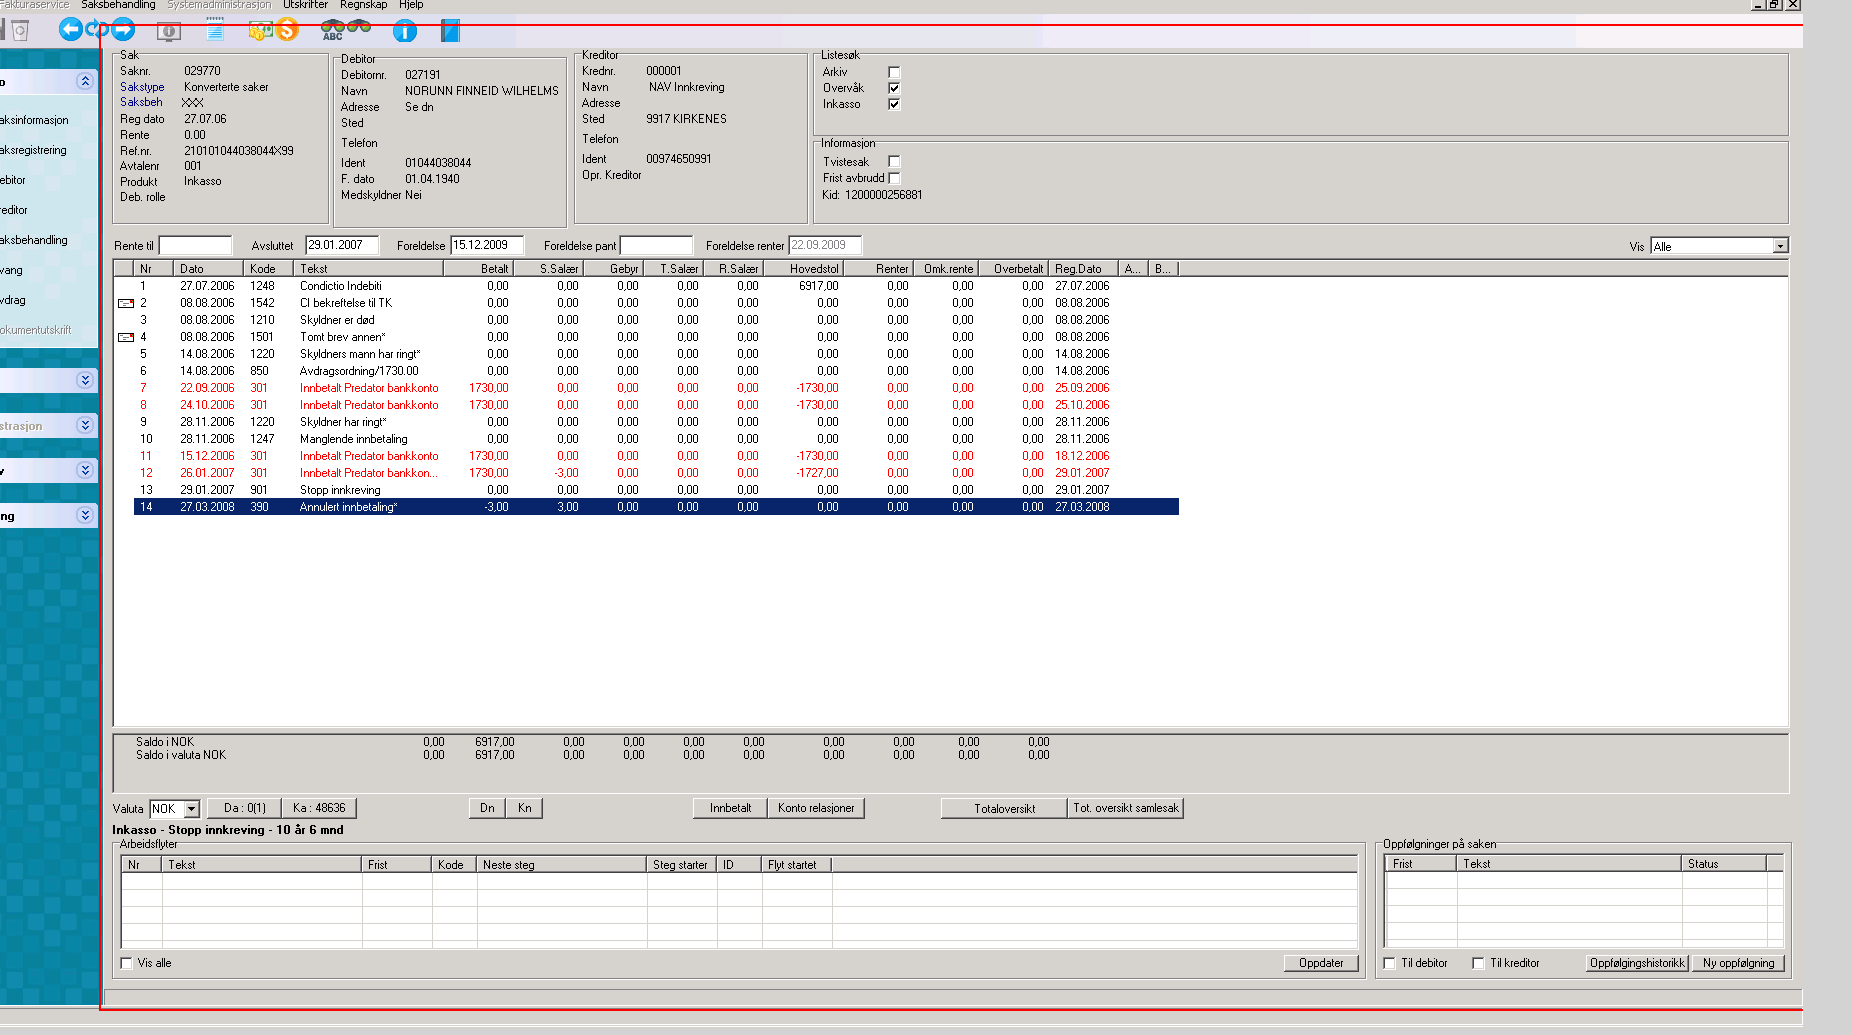 Fakturaservice Saksbehandling Systemadministrasjon Utskrifter Regnskap Hjelp
ABC
Sak
Saknr. 029770
Sakstype Konverterte saker
Saksbeh XXX
Reg dato 27.07.06
Rente 0.00
Ref.nr. 210101044038044X99
Avtalenr 001
Produkt Inkasso
Deb. rolle
Debitor
Debitornr. 027191
Navn NORUNN FINNEID WILHELMS
Adresse Se dn
Sted
Telefon
Ident 01044038044
F. dato 01.04.1940
Medskyldner Nei
Kreditor
Krednr. 000001
Navn NAV Innkreving
Adresse
Sted 9917 KIRKENES
Telefon
Ident 00974650991
Opr. Kreditor
Listesøk
Arkiv
Overvåk
Inkasso
Informasjon
Tvistesak
Frist avbrudd
Kid: 1200000256881
o
aksinformasjon
aksregistrering
ebitor
reditor
aksbehandling
vang
vdrag
okumentutskrift
strasjon
v
ng
Rente til Avsluttet 29.01.2007 Foreldelse 15.12.2009 Foreldelse pant Foreldelse renter 22.09.2009 Vis Alle
Nr Dato Kode Tekst Betalt S.Salær Gebyr T.Salær R.Salær Hovedstol Renter Omk.rente Overbetalt Reg.Dato A... B...
1 27.07.2006 1248 Condictio Indebiti 0,00 0,00 0,00 0,00 0,00 6917,00 0,00 0,00 0,00 27.07.2006
2 08.08.2006 1542 CI bekreftelse til TK 0,00 0,00 0,00 0,00 0,00 0,00 0,00 0,00 0,00 08.08.2006
3 08.08.2006 1210 Skyldner er død 0,00 0,00 0,00 0,00 0,00 0,00 0,00 0,00 0,00 08.08.2006
4 08.08.2006 1501 Tomt brev annen* 0,00 0,00 0,00 0,00 0,00 0,00 0,00 0,00 0,00 08.08.2006
5 14.08.2006 1220 Skyldners mann har ringt* 0,00 0,00 0,00 0,00 0,00 0,00 0,00 0,00 0,00 14.08.2006
6 14.08.2006 850 Avdragsordning/1730.00 0,00 0,00 0,00 0,00 0,00 0,00 0,00 0,00 0,00 14.08.2006
7 22.09.2006 301 Innbetalt Predator bankkonto 1730,00 0,00 0,00 0,00 0,00 -1730,00 0,00 0,00 0,00 25.09.2006
8 24.10.2006 301 Innbetalt Predator bankkonto 1730,00 0,00 0,00 0,00 0,00 -1730,00 0,00 0,00 0,00 25.10.2006
9 28.11.2006 1220 Skyldner har ringt* 0,00 0,00 0,00 0,00 0,00 0,00 0,00 0,00 0,00 28.11.2006
10 28.11.2006 1247 Manglende innbetaling 0,00 0,00 0,00 0,00 0,00 0,00 0,00 0,00 0,00 28.11.2006
11 15.12.2006 301 Innbetalt Predator bankkonto 1730,00 0,00 0,00 0,00 0,00 -1730,00 0,00 0,00 0,00 18.12.2006
12 26.01.2007 301 Innbetalt Predator bankkon... 1730,00 -3,00 0,00 0,00 0,00 -1727,00 0,00 0,00 0,00 29.01.2007
13 29.01.2007 901 Stopp innkreving 0,00 0,00 0,00 0,00 0,00 0,00 0,00 0,00 0,00 29.01.2007
14 27.03.2008 390 Annulert innbetaling* -3,00 3,00 0,00 0,00 0,00 0,00 0,00 0,00 0,00 27.03.2008
Saldo i NOK 0,00 6917,00 0,00 0,00 0,00 0,00 0,00 0,00 0,00 0,00
Saldo i valuta NOK 0,00 6917,00 0,00 0,00 0,00 0,00 0,00 0,00 0,00 0,00
Valuta NOK Da : 0(1) Ka : 48636 Dn Kn Innbetalt Konto relasjoner Totaloversikt Tot. oversikt samlesak
Inkasso - Stopp innkreving - 10 år 6 mnd
Arbeidsflyter
Nr Tekst Frist Kode Neste steg Steg starter ID Flyt startet
Vis alle Oppdater
Oppfølgninger på saken
Frist Tekst Status
Til debitor Til kreditor Oppfølgingshistorikk Ny oppfølgning